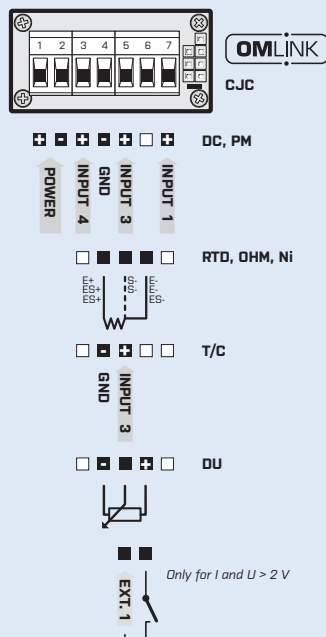 1 2 3 4 5 6 7
OMLINK
CJC
+ - + - + +
DC, PM
POWER
INPUT 4
GND
INPUT 3
INPUT 1
RTD, OHM, Ni
E+ S- E-
ES+ S- E-
ES+ ES-
T/C
- +
GND
INPUT 3
DU
- +
Only for I and U > 2 V
EXT. 1